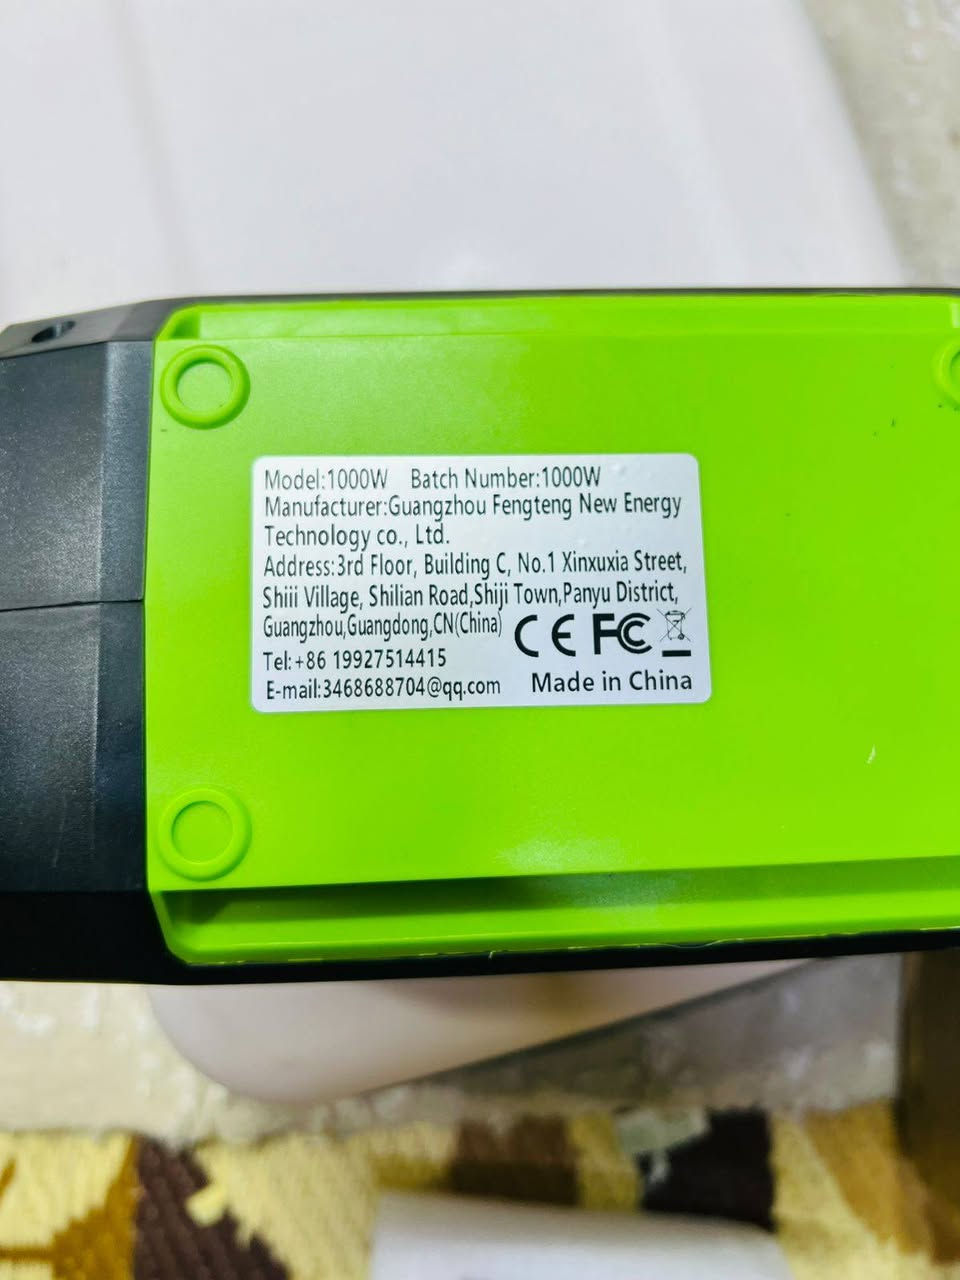 Model:1000W Batch Number:1000W
Manufacturer:Guangzhou Fengteng New Energy
Technology co., Ltd.
Address:3rd Floor, Building C, No.1 Xinxuxia Street,
Shiii Village, Shilian Road,Shiji Town,Panyu District,
Guangzhou,Guangdong,CN(China)
CE FC
Tel:+86 19927514415
E-mail:3468688704@qq.com
Made in China